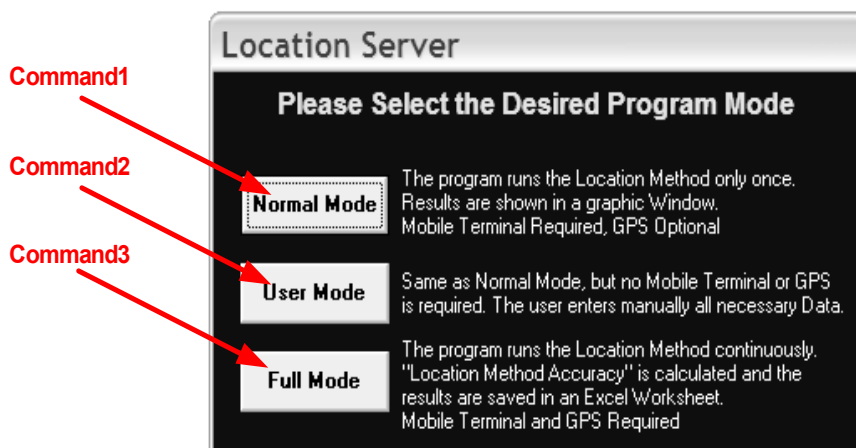 Location Server
Command1
Please Select the Desired Program Mode
Command2
Normal Mode
The program runs the Location Method only once.
Results are shown in a graphic Window.
Mobile Terminal Required, GPS Optional
Command3
User Mode
Same as Normal Mode, but no Mobile Terminal or GPS
is required. The user enters manually all necessary Data.
Full Mode
The program runs the Location Method continuously.
"Location Method Accuracy" is calculated and the
results are saved in an Excel Worksheet.
Mobile Terminal and GPS Required